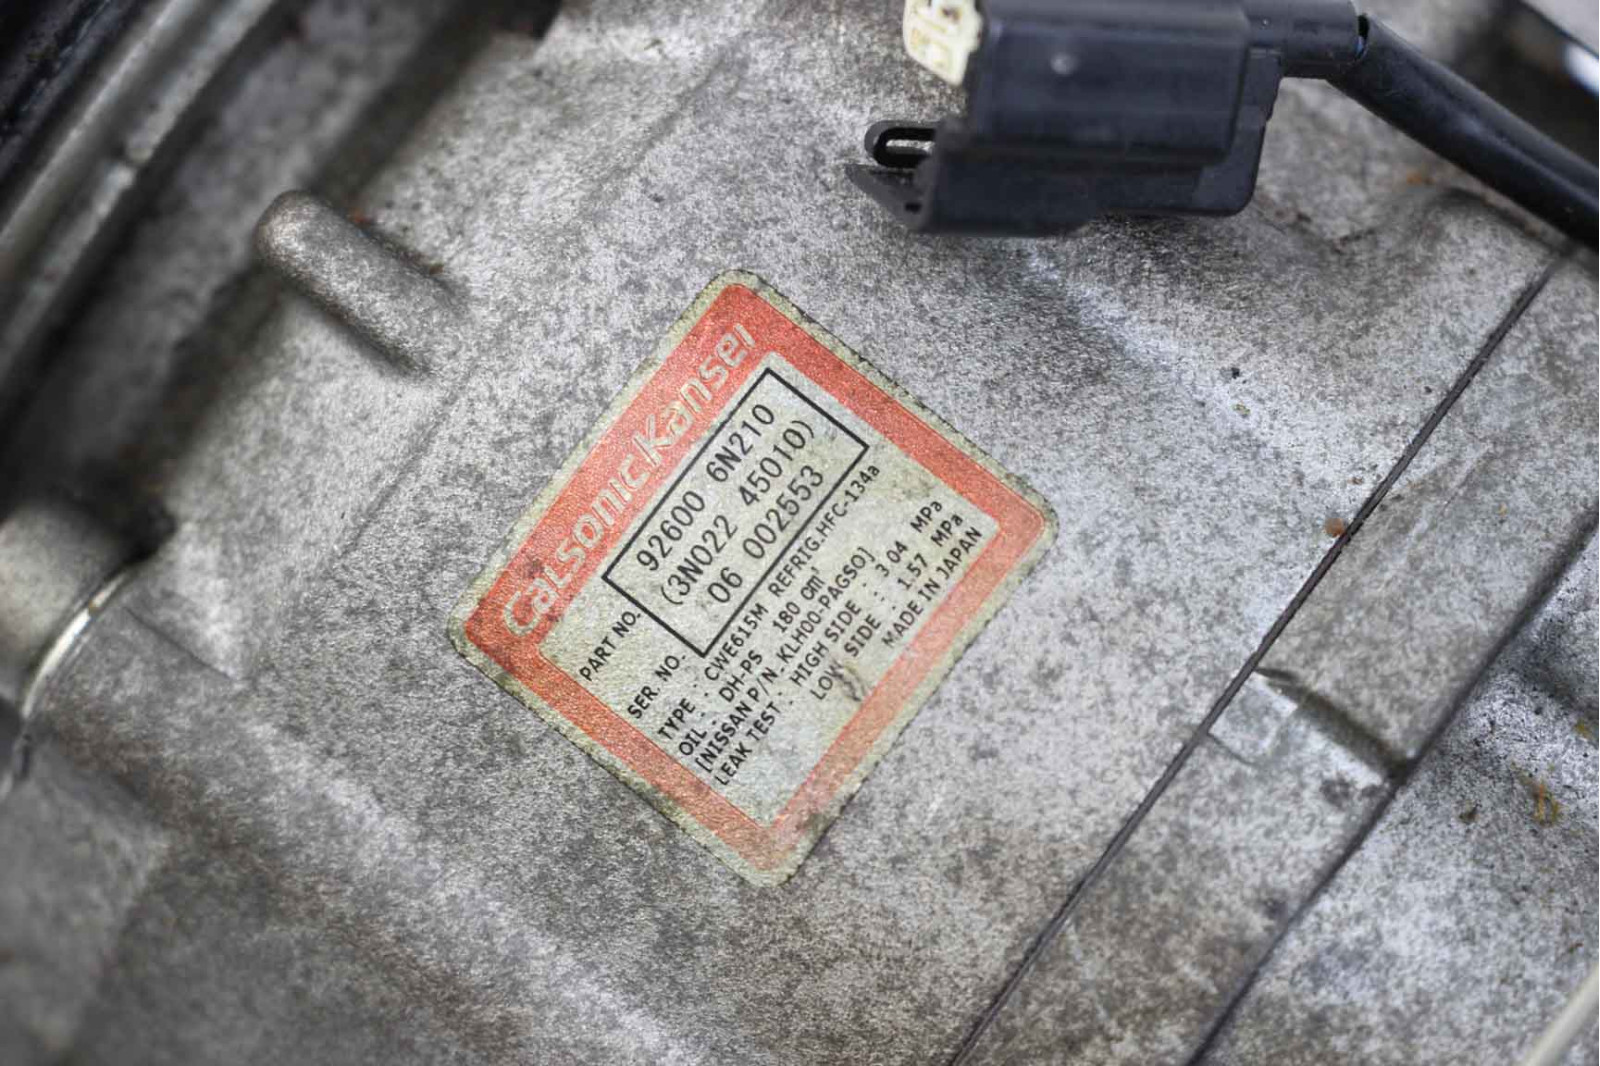 CalsonicKansei
PART NO. 92600 6N210
(3N022 45010)
SER. NO. 06 002553
TYPE : CWE615M REFRIG.HFC-134a
OIL : DH-PS 180 cm³
[NISSAN P/N.KLH00-PAGS0]
LEAK TEST. HIGH SIDE : 3.04 MPa
LOW SIDE : 1.57 MPa
MADE IN JAPAN